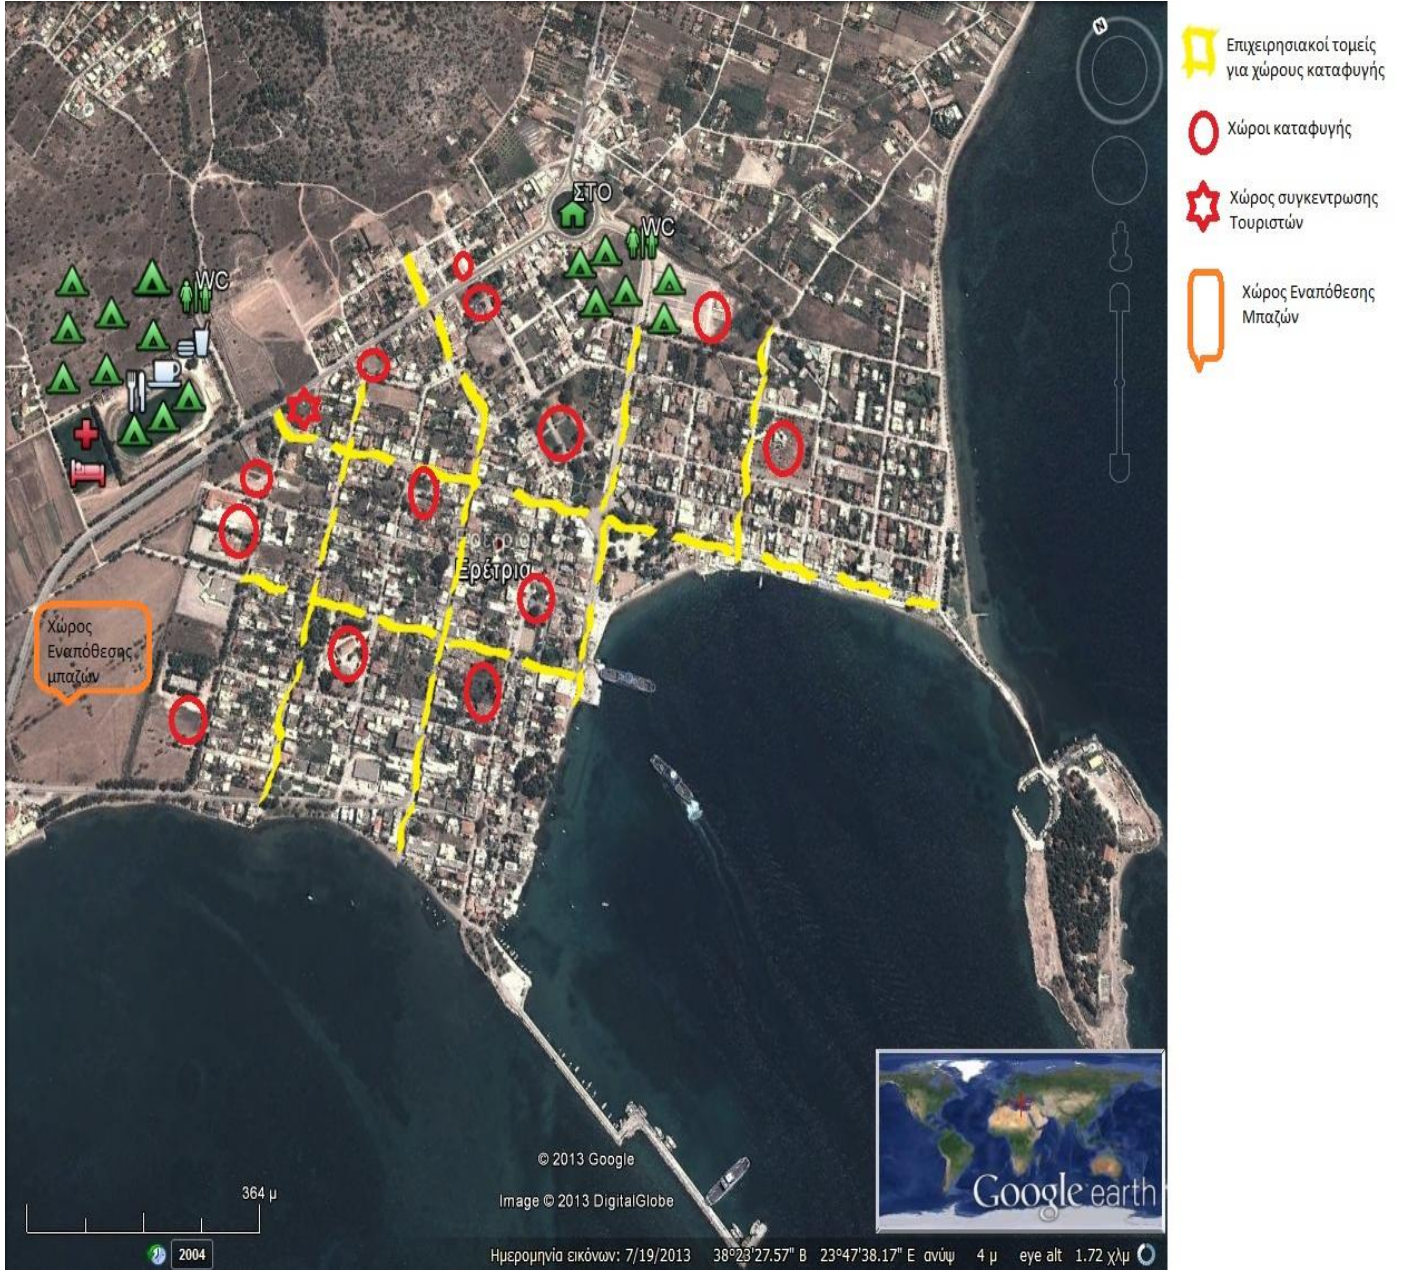 Επιχειρησιακοί τομείς
για χώρους καταφυγής
Χώροι καταφυγής
Χώρος συγκεντρωσης
Τουριστών
Χώρος Εναπόθεσης
Μπαζών
N
ΣΤΟ
WC
WC
Ερέτρια
Ερέτρια
Χώρος
Εναπόθεσης
μπαζών
© 2013 Google
Image © 2013 DigitalGlobe
Google earth
364 μ
2004
Ημερομηνία εικόνων: 7/19/2013 38°23'27.57" Β 23°47'38.17" Ε ανύψ 4 μ eye alt 1.72 χλμ